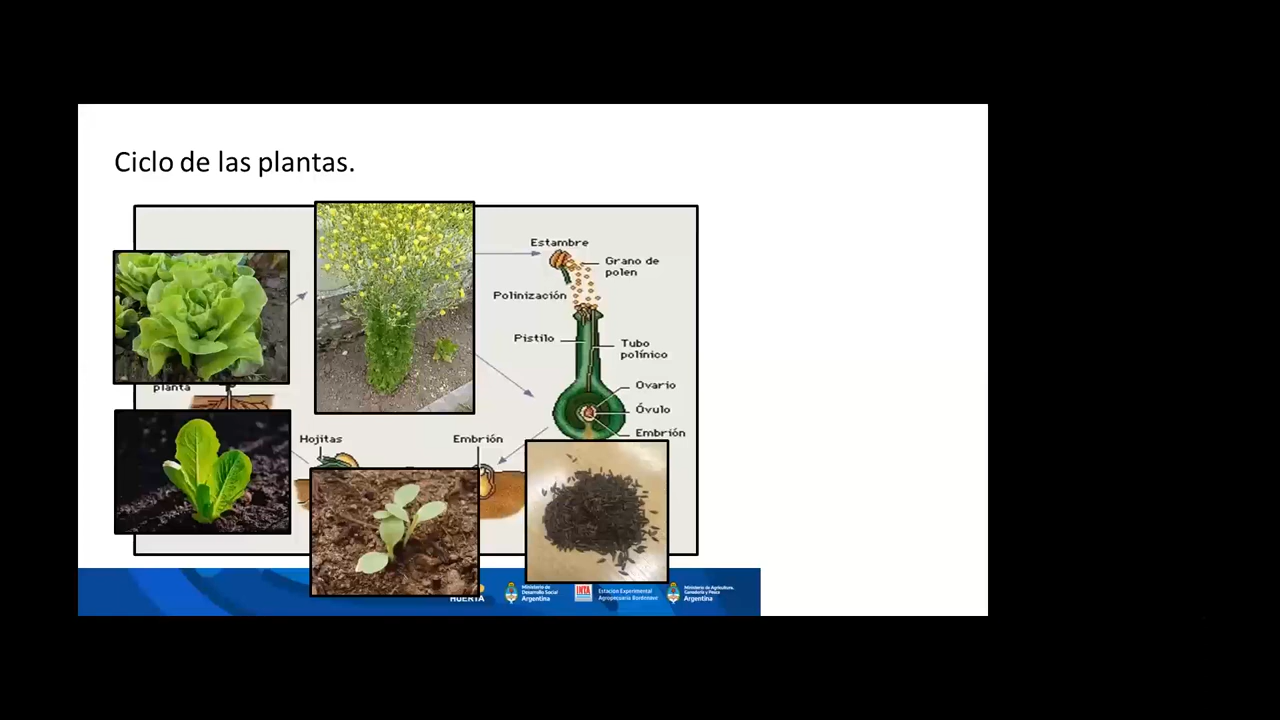 Ciclo de las plantas.
Estambre
Grano de
polen
Polinización
Pistilo
Tubo
polínico
planta
Ovario
Óvulo
Embrión
Hojitas
Embrión
HUERTA
Ministerio de
Desarrollo Social
Argentina
INTA
Estación Experimental
Agropecuaria Bordenave
Ministerio de Agricultura,
Ganadería y Pesca
Argentina